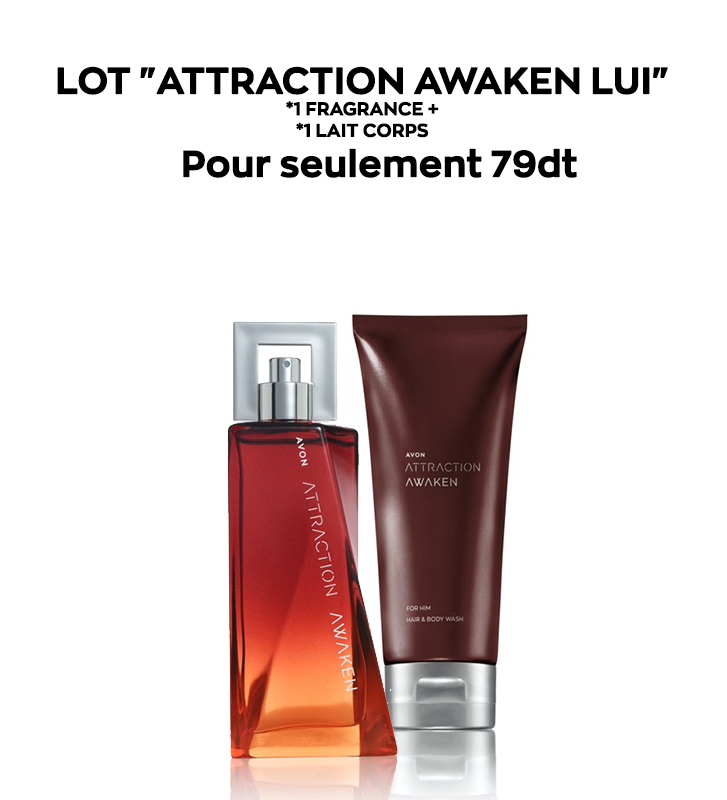 LOT "ATTRACTION AWAKEN LUI"
*1 FRAGRANCE +
*1 LAIT CORPS
Pour seulement 79dt
AVON
ATTRACTION AWAKEN
AVON
ATTRACTION
AWAKEN
FOR HIM
HAIR & BODY WASH